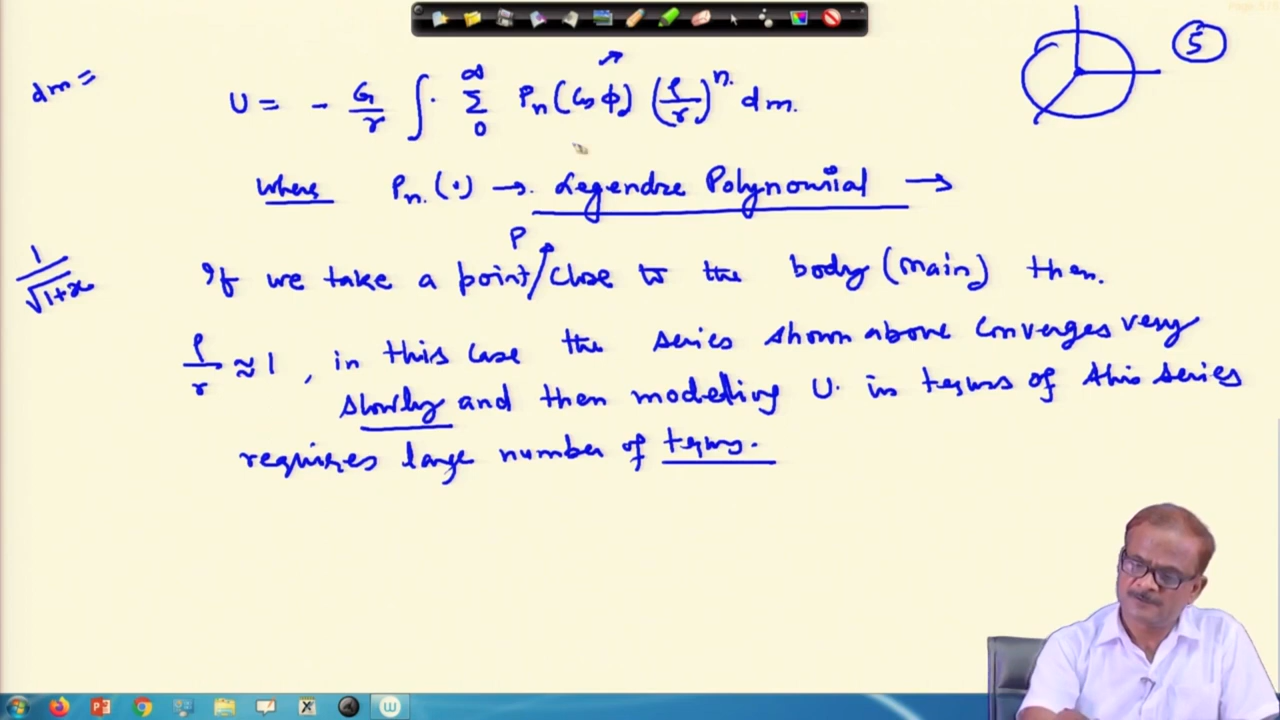 5
dm =
U = - G/r ∫ ∞ Σ 0 Pn (Cos ϕ) (ρ/r)^n dm.
where Pn (·) → Legendre Polynomial →
P
1/√1+x
If we take a point / close to the body (main) then.
ρ/r ≈ 1, in this case the series shown above converges very
slowly and then modelling U in terms of this series
requires large number of terms.